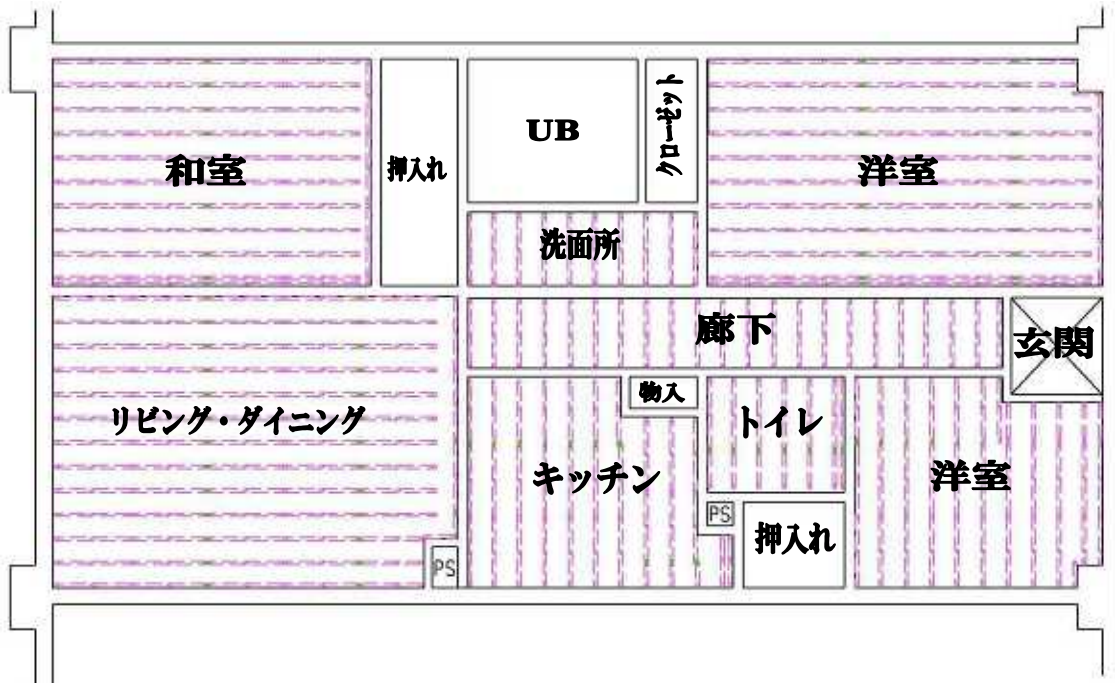 UB
クローゼット
和室
押入れ
洋室
洗面所
廊下
玄関
物入
リビング・ダイニング
トイレ
キッチン
洋室
PS
押入れ
PS